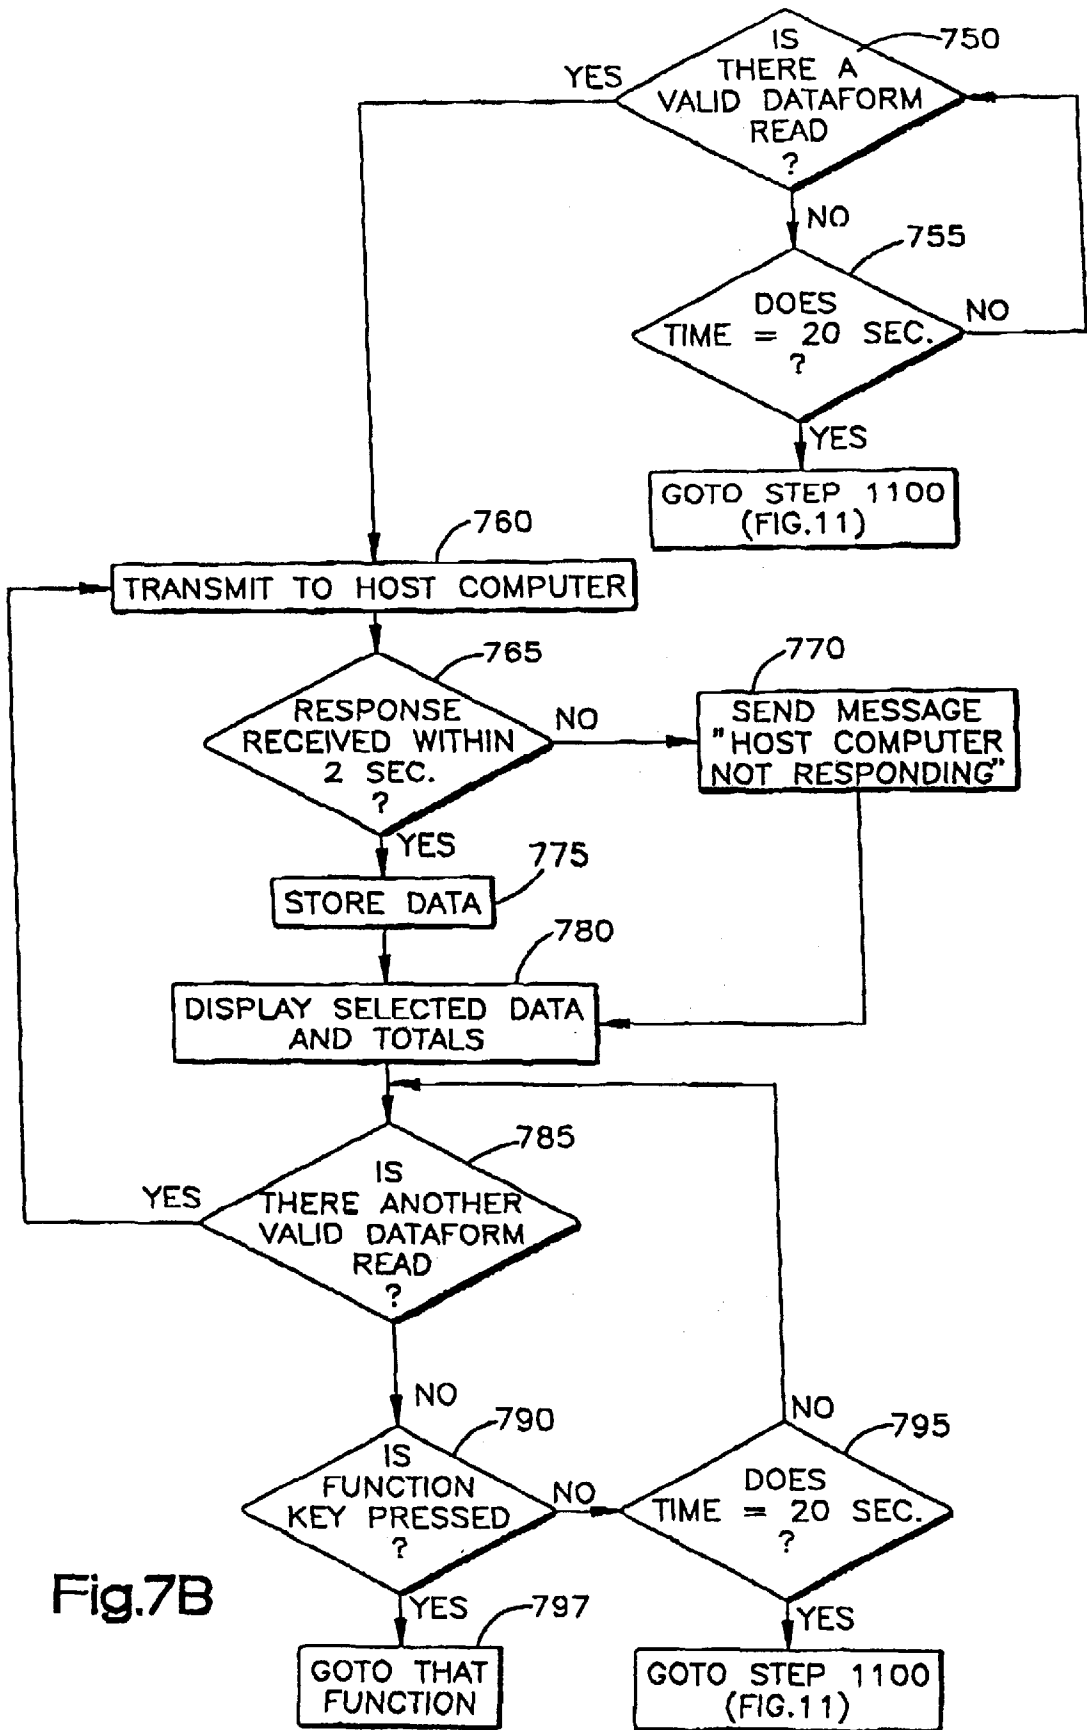 IS
THERE A
VALID DATAFORM
READ
?
750
YES
NO
755
DOES
TIME = 20 SEC.
?
NO
YES
GOTO STEP 1100
(FIG.11)
760
TRANSMIT TO HOST COMPUTER
765
RESPONSE
RECEIVED WITHIN
2 SEC.
?
NO
770
SEND MESSAGE
"HOST COMPUTER
NOT RESPONDING"
YES
775
STORE DATA
780
DISPLAY SELECTED DATA
AND TOTALS
785
IS
THERE ANOTHER
VALID DATAFORM
READ
?
YES
NO
790
IS
FUNCTION
KEY PRESSED
?
NO
NO
795
DOES
TIME = 20 SEC.
?
YES
797
GOTO THAT
FUNCTION
YES
GOTO STEP 1100
(FIG.11)
Fig.7B